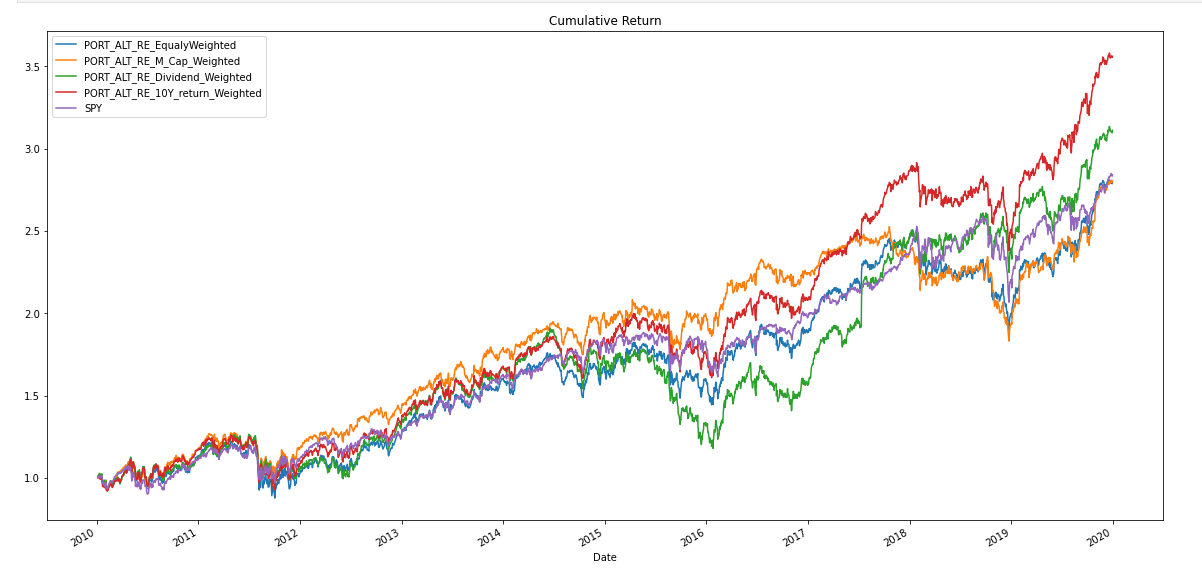 Cumulative Return
PORT_ALT_RE_EqualyWeighted
PORT_ALT_RE_M_Cap_Weighted
PORT_ALT_RE_Dividend_Weighted
PORT_ALT_RE_10Y_return_Weighted
SPY
3.5
3.0
2.5
2.0
1.5
1.0
2010 2011 2012 2013 2014 2015 2016 2017 2018 2019 2020
Date